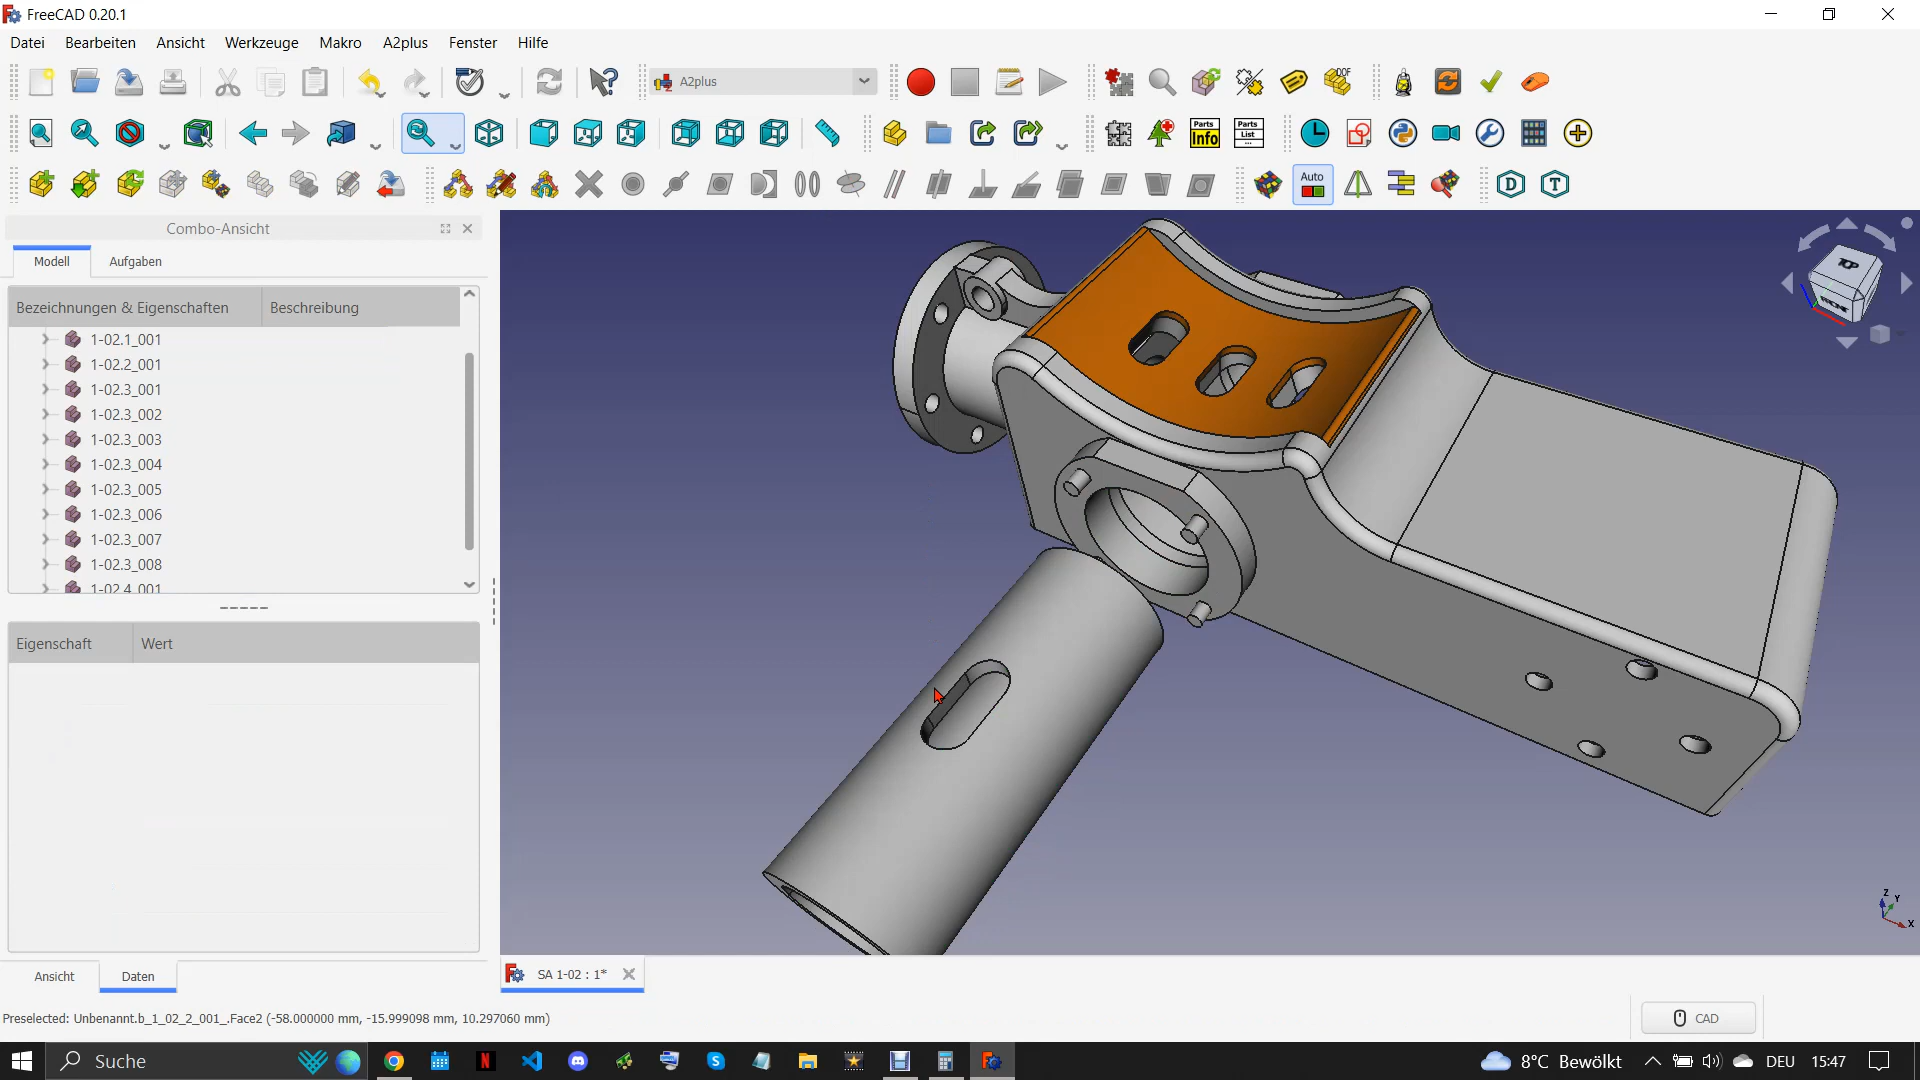 FreeCAD 0.20.1
Datei Bearbeiten Ansicht Werkzeuge Makro A2plus Fenster Hilfe
A2plus
DOF
Parts Info
Parts List
Auto
D T
Combo-Ansicht
Modell Aufgaben
Bezeichnungen & Eigenschaften Beschreibung
1-02.1_001
1-02.2_001
1-02.3_001
1-02.3_002
1-02.3_003
1-02.3_004
1-02.3_005
1-02.3_006
1-02.3_007
1-02.3_008
1-02.4_001
TOP
Eigenschaft Wert
Z
Y
X
Ansicht Daten
SA 1-02 : 1*
Preselected: Unbenannt.b_1_02_2_001_.Face2 (-58.000000 mm, -15.999098 mm, 10.297060 mm)
CAD
Suche
8°C Bewölkt
DEU
15:47